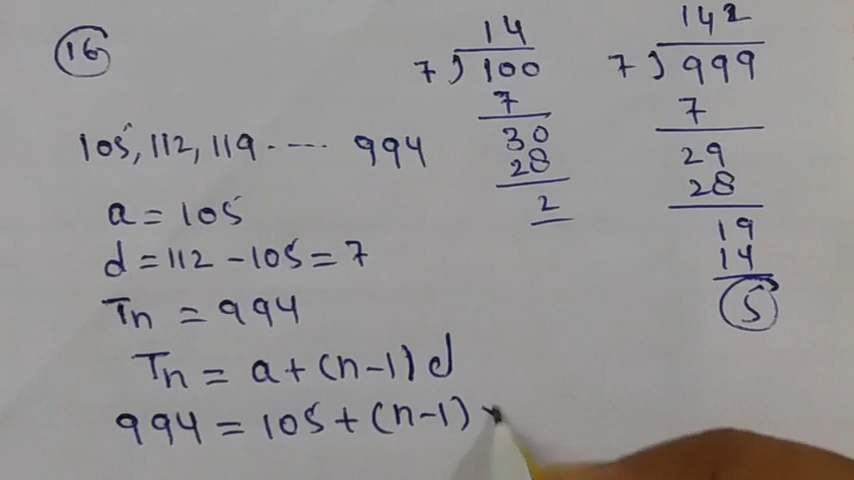 16
14
7)100
7
30
28
2
142
7)999
7
29
28
19
14
5
105, 112, 119 ---- 994
a = 105
d = 112 - 105 = 7
Tn = 994
Tn = a + (n-1) d
994 = 105 + (n-1)